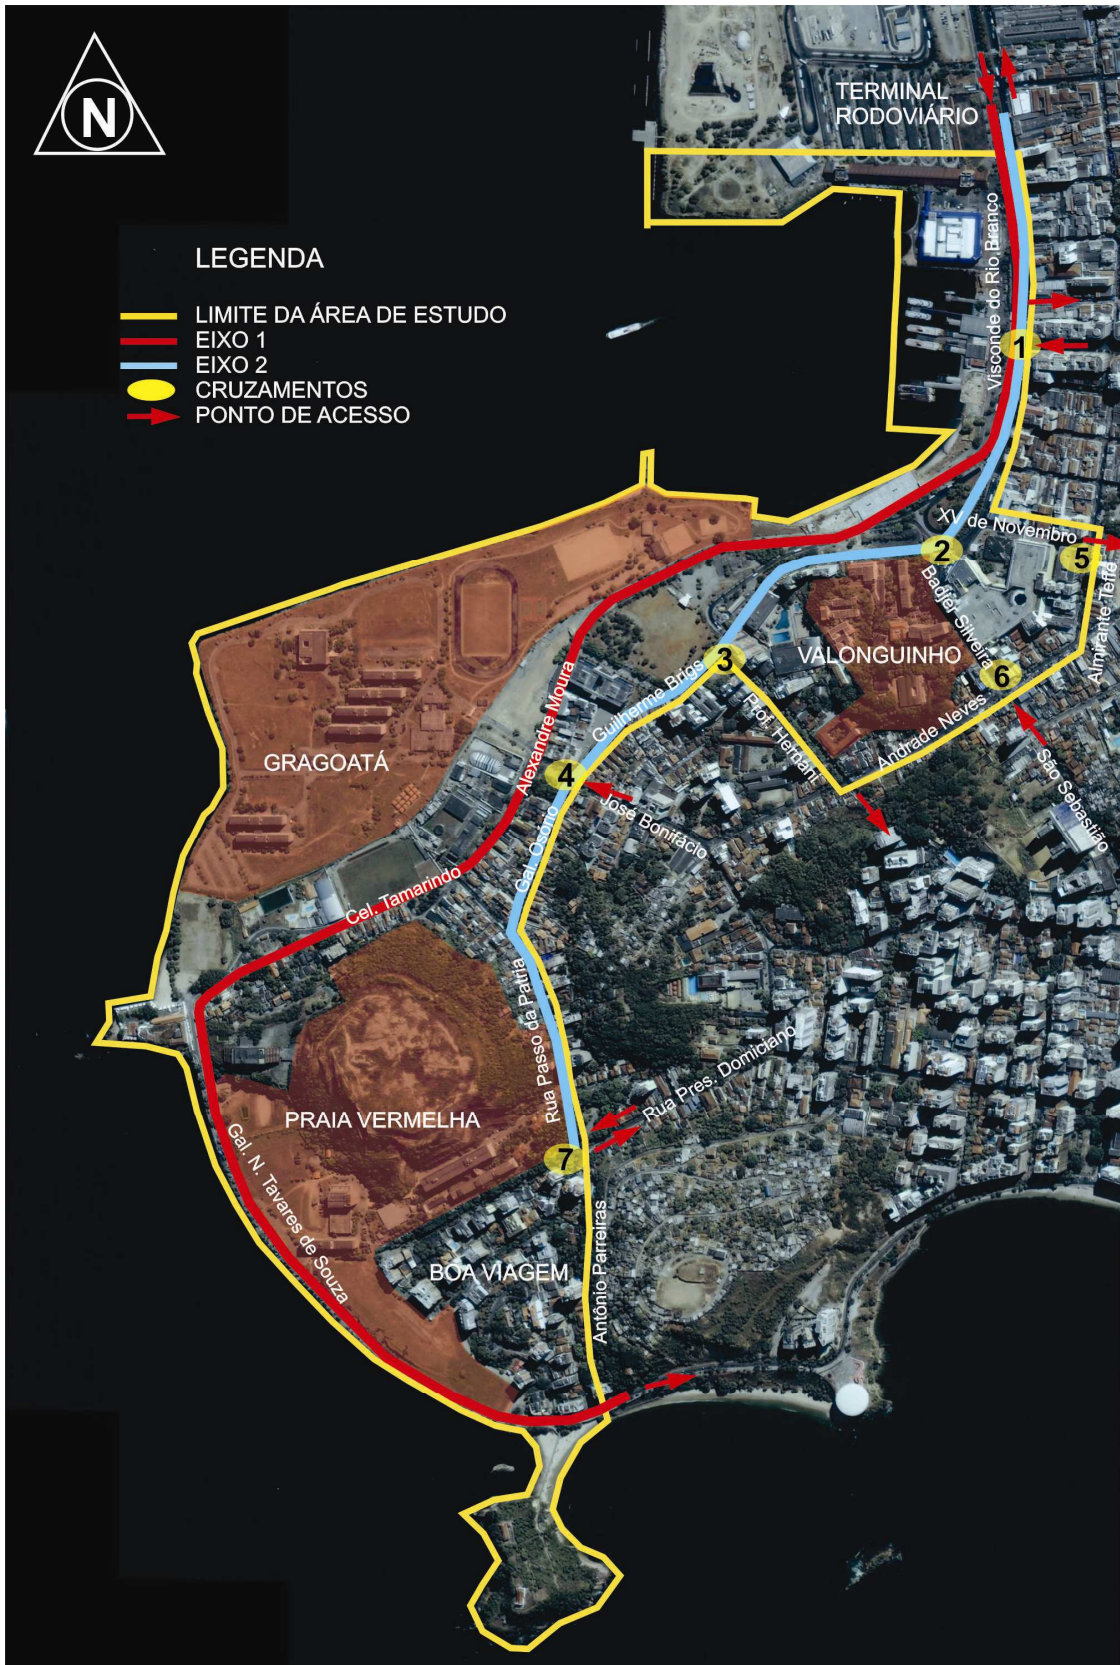 N
TERMINAL
RODOVIÁRIO
Visconde do Rio Branco
LEGENDA
LIMITE DA ÁREA DE ESTUDO
EIXO 1
EIXO 2
CRUZAMENTOS
PONTO DE ACESSO
1
XV de Novembro
2
5
Badjer Silveira
Almirante Teffé
VALONGUINHO
3
6
Guilherme Brigs
Prof. Hernani
Andrade Neves
Alexandre Moura
GRAGOATÁ
4
José Bonifácio
São Sebastião
Gal. Osório
Cel. Tamarindo
Rua Passo da Patria
Rua Pres. Domiciano
PRAIA VERMELHA
7
Gal. N. Tavares de Souza
BOA VIAGEM
Antônio Parreiras